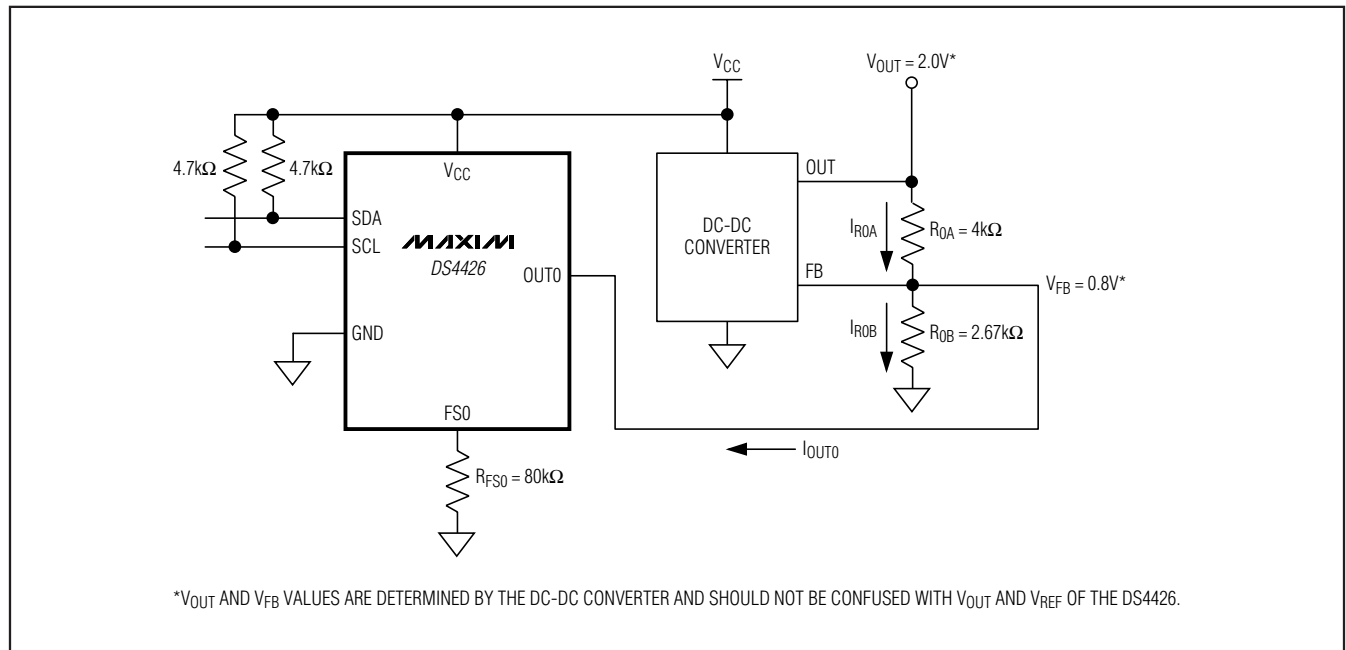 VCC
VOUT = 2.0V*
4.7kΩ
4.7kΩ
VCC
SDA
SCL
MAXIM
DS4426
OUT0
GND
FS0
RFS0 = 80kΩ
DC-DC
CONVERTER
OUT
FB
IR0A
R0A = 4kΩ
VFB = 0.8V*
IR0B
R0B = 2.67kΩ
IOUT0
*VOUT AND VFB VALUES ARE DETERMINED BY THE DC-DC CONVERTER AND SHOULD NOT BE CONFUSED WITH VOUT AND VREF OF THE DS4426.